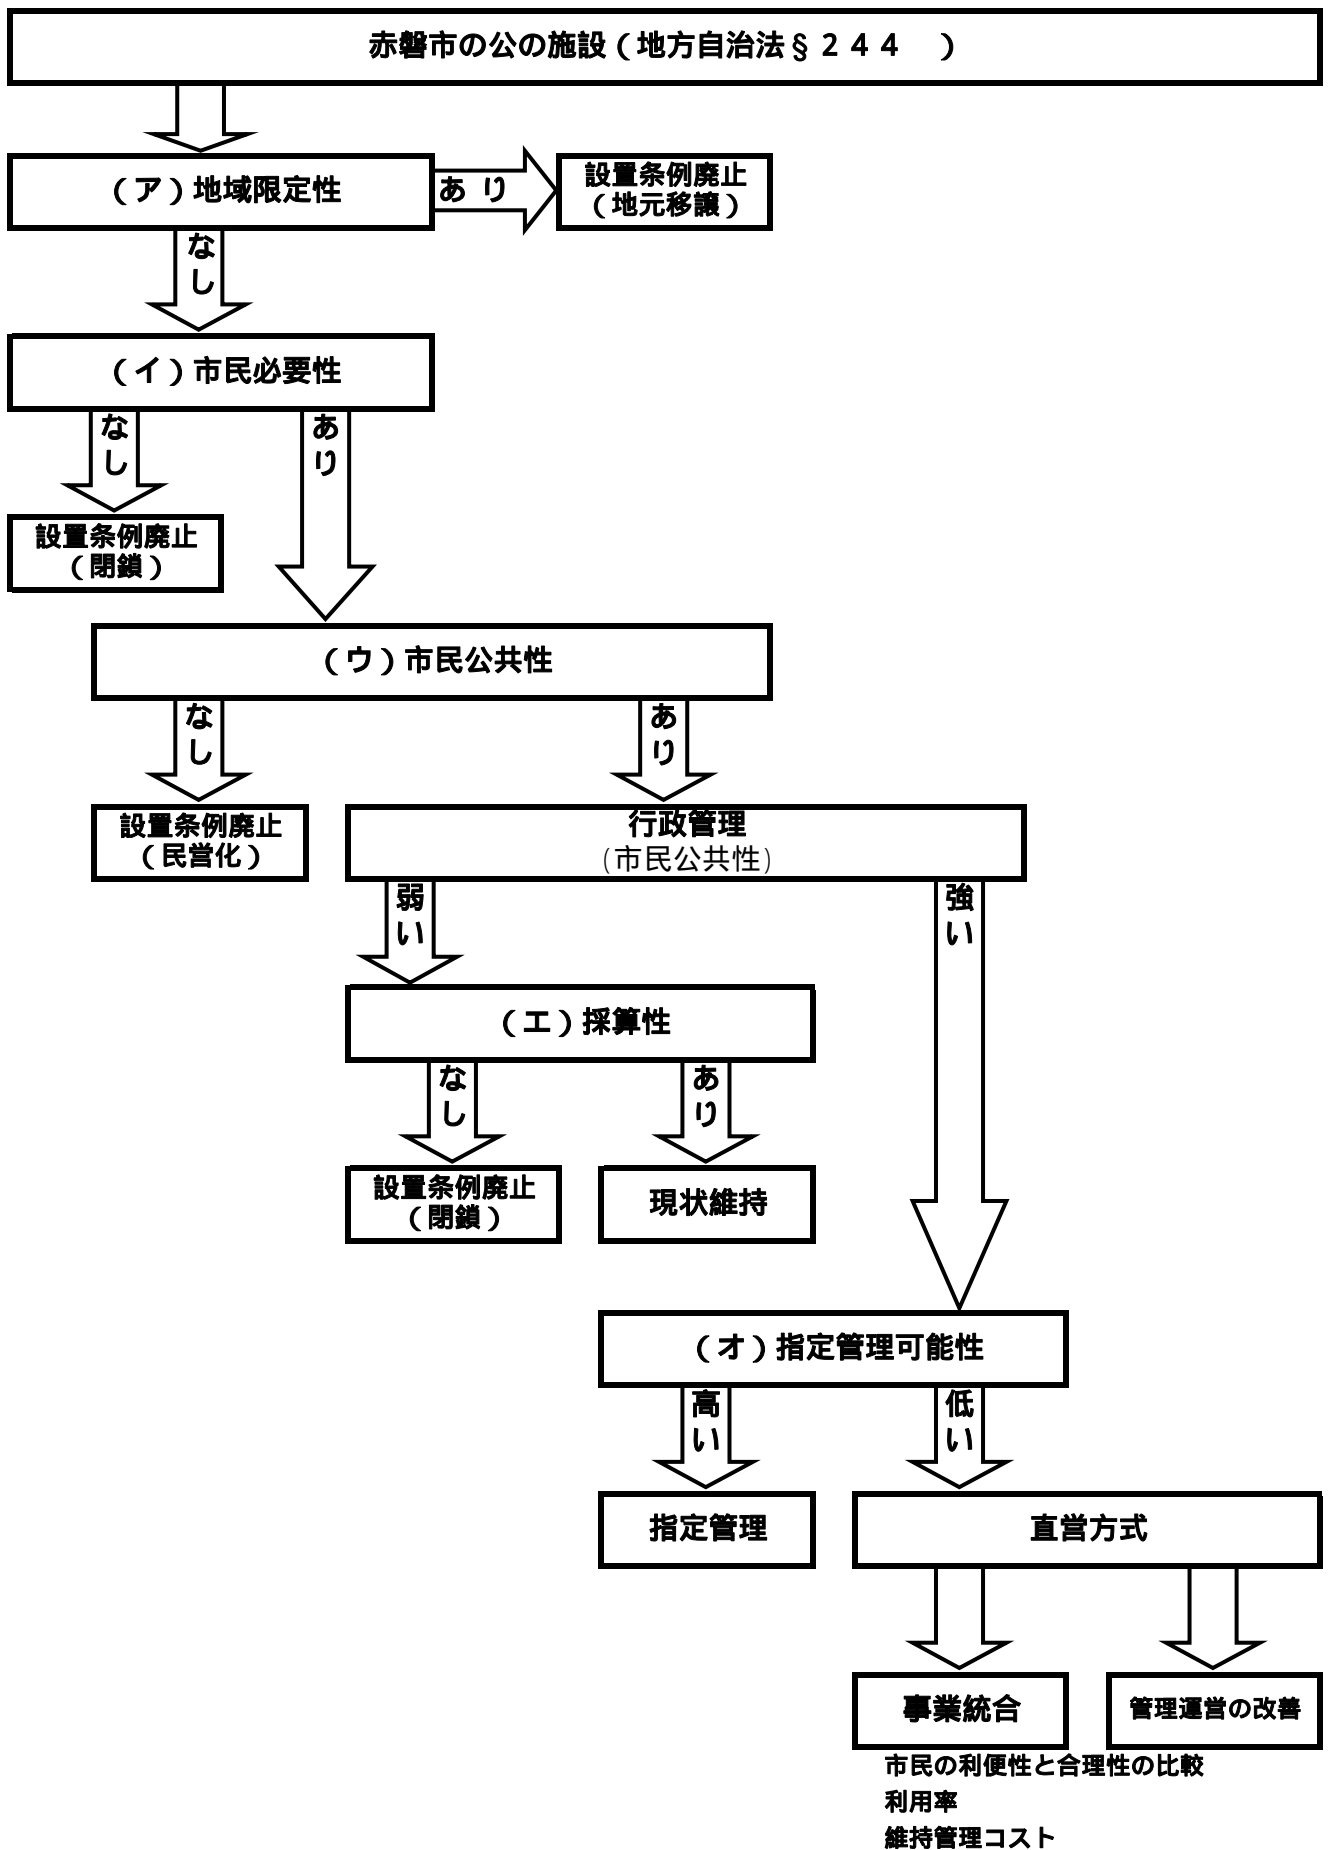 赤磐市の公の施設（地方自治法§２４４　）
（ア）地域限定性
あり
設置条例廃止
（地元移譲）
なし
（イ）市民必要性
なし
あり
設置条例廃止
（閉鎖）
（ウ）市民公共性
なし
あり
設置条例廃止
（民営化）
行政管理
(市民公共性)
弱い
強い
（エ）採算性
なし
あり
設置条例廃止
（閉鎖）
現状維持
（オ）指定管理可能性
高い
低い
指定管理
直営方式
事業統合
管理運営の改善
市民の利便性と合理性の比較
利用率
維持管理コスト